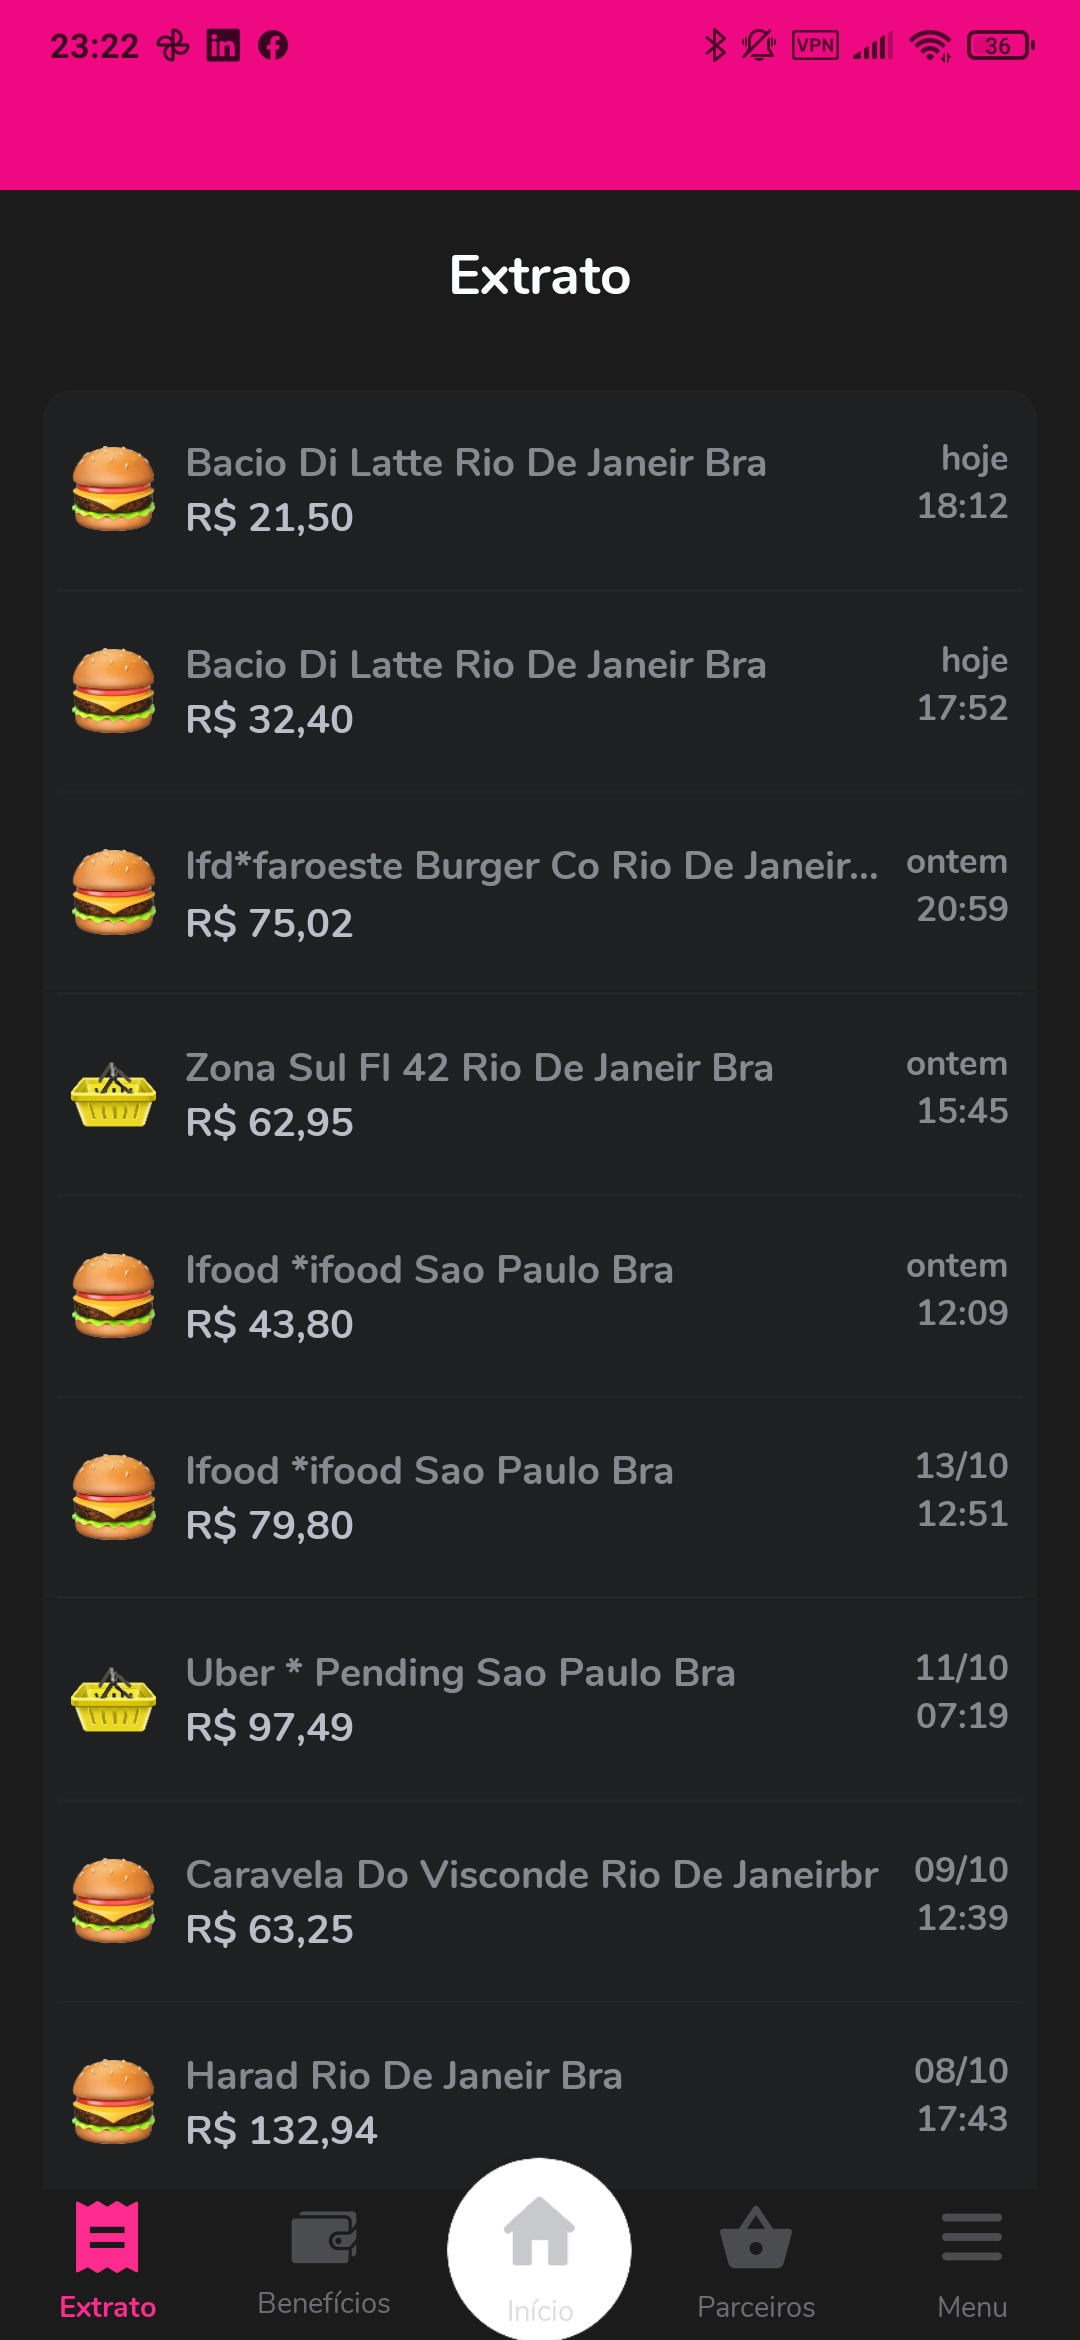 23:22
VPN
36
Extrato
Bacio Di Latte Rio De Janeir Bra
hoje
R$ 21,50
18:12
Bacio Di Latte Rio De Janeir Bra
hoje
R$ 32,40
17:52
Ifd*faroeste Burger Co Rio De Janeir...
ontem
R$ 75,02
20:59
Zona Sul Fl 42 Rio De Janeir Bra
ontem
R$ 62,95
15:45
Ifood *ifood Sao Paulo Bra
ontem
R$ 43,80
12:09
Ifood *ifood Sao Paulo Bra
13/10
R$ 79,80
12:51
Uber * Pending Sao Paulo Bra
11/10
R$ 97,49
07:19
Caravela Do Visconde Rio De Janeirbr
09/10
R$ 63,25
12:39
Harad Rio De Janeir Bra
08/10
R$ 132,94
17:43
Extrato
Benefícios
Início
Parceiros
Menu